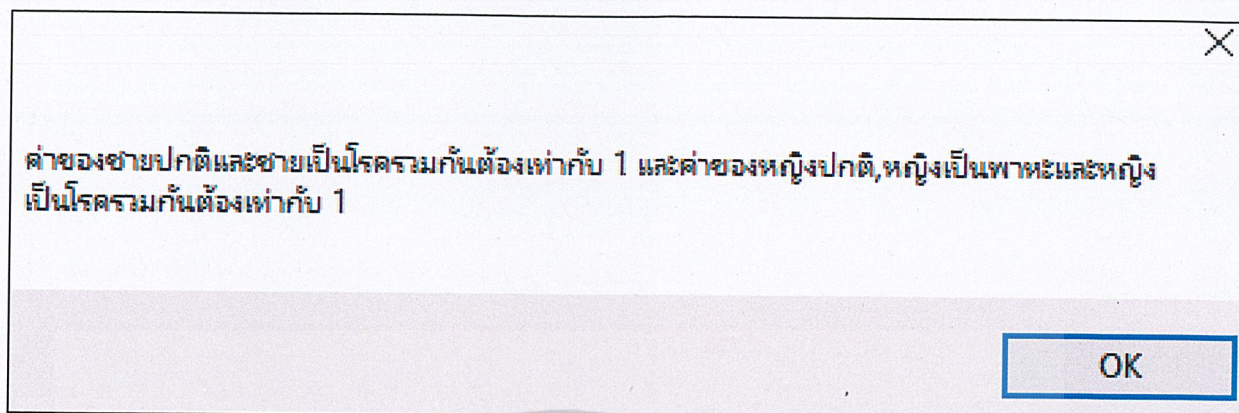 ค่าของชายปกติและชายเป็นโรครวมกันต้องเท่ากับ 1 และค่าของหญิงปกติ,หญิงเป็นพาหะและหญิง
เป็นโรครวมกันต้องเท่ากับ 1
OK